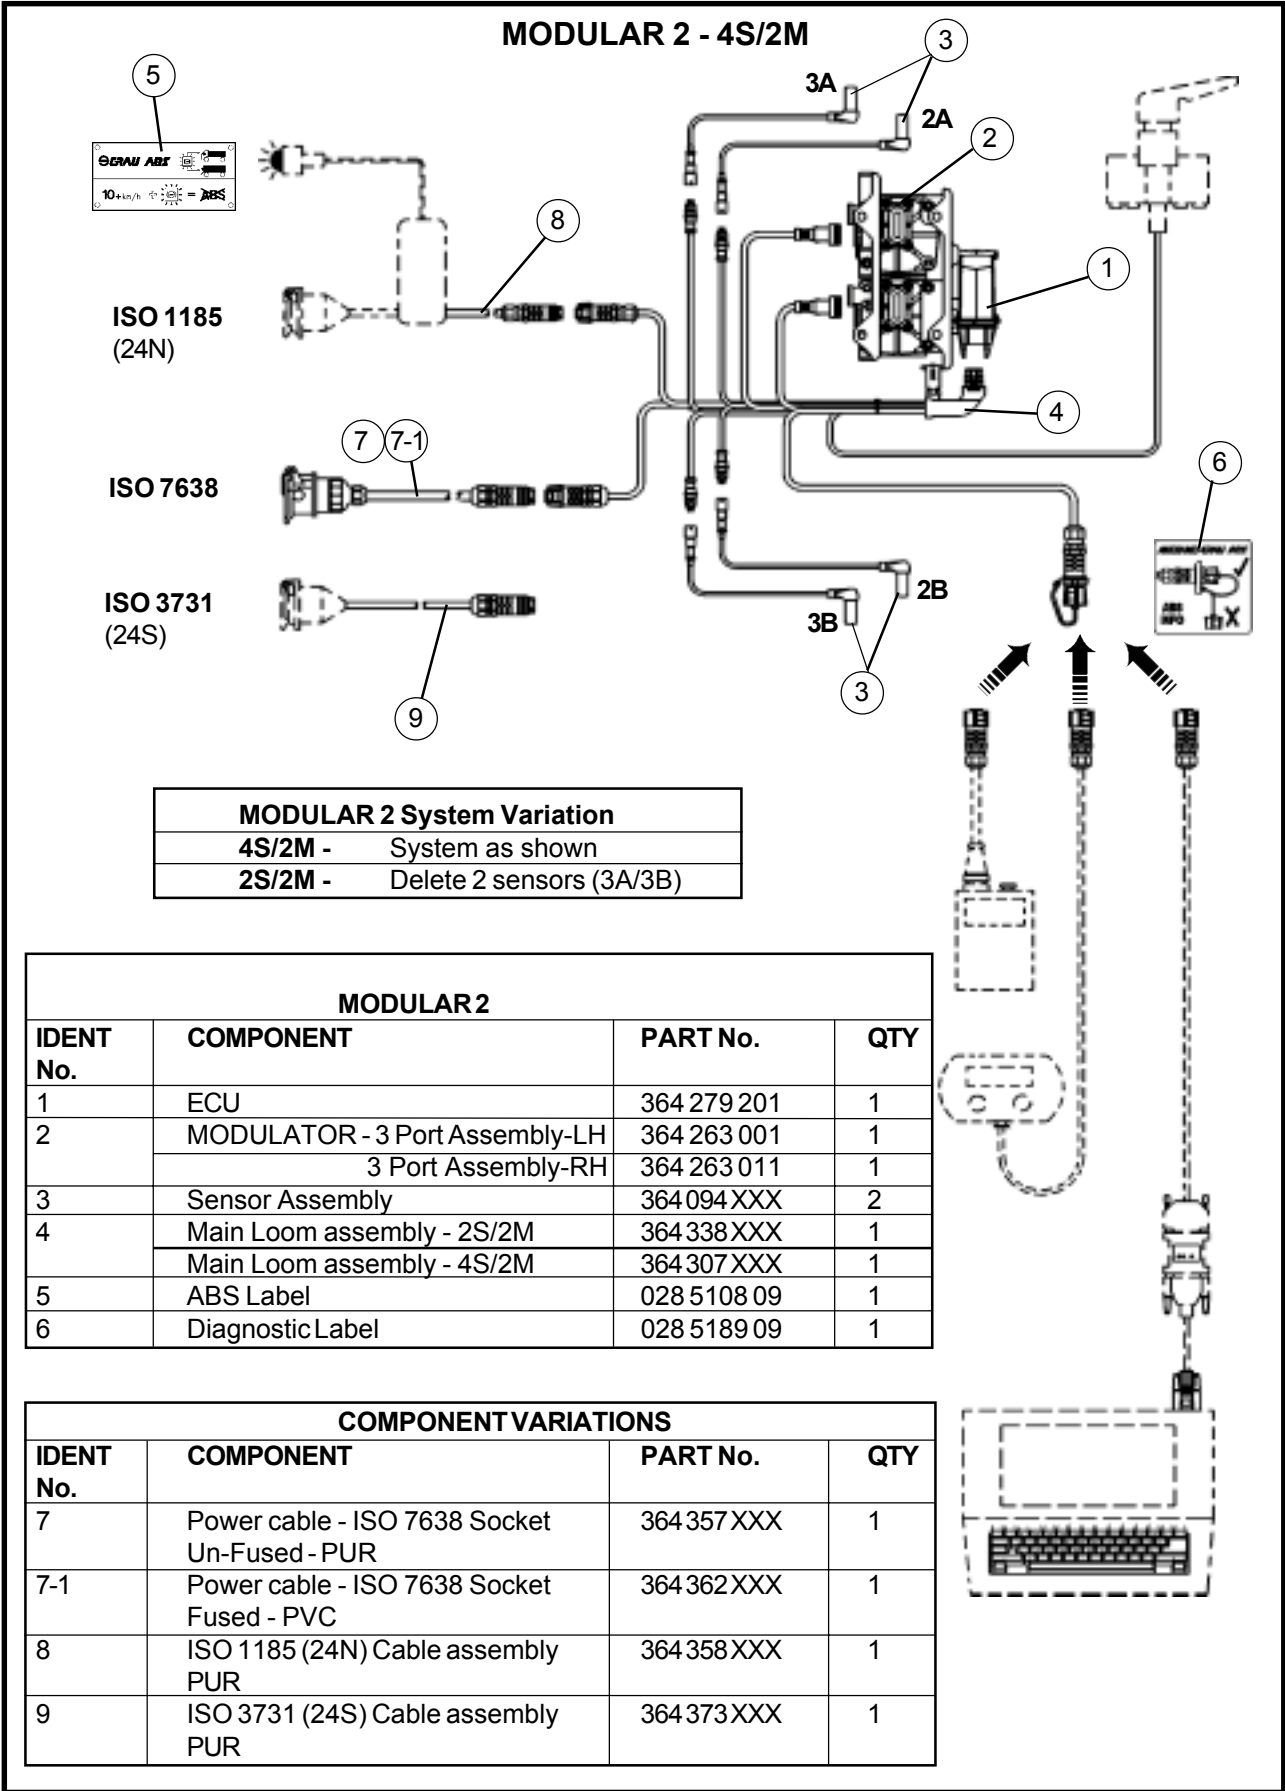 MODULAR 2 - 4S/2M
3
5
3A
2A
2
GRAU ABS
10+km/h + = ABS
8
1
ISO 1185
(24N)
4
7 7-1
6
ISO 7638
ISO 3731
(24S)
2B
3B
ABS
INFO
X
3
9
MODULAR 2 System Variation
4S/2M - System as shown
2S/2M - Delete 2 sensors (3A/3B)
MODULAR 2
IDENT No. COMPONENT PART No. QTY
1 ECU 364 279 201 1
2 MODULATOR - 3 Port Assembly-LH 364 263 001 1
3 Port Assembly-RH 364 263 011 1
3 Sensor Assembly 364 094 XXX 2
4 Main Loom assembly - 2S/2M 364 338 XXX 1
Main Loom assembly - 4S/2M 364 307 XXX 1
5 ABS Label 028 5108 09 1
6 Diagnostic Label 028 5189 09 1
COMPONENT VARIATIONS
IDENT No. COMPONENT PART No. QTY
7 Power cable - ISO 7638 Socket 364 357 XXX 1
Un-Fused - PUR
7-1 Power cable - ISO 7638 Socket 364 362 XXX 1
Fused - PVC
8 ISO 1185 (24N) Cable assembly 364 358 XXX 1
PUR
9 ISO 3731 (24S) Cable assembly 364 373 XXX 1
PUR